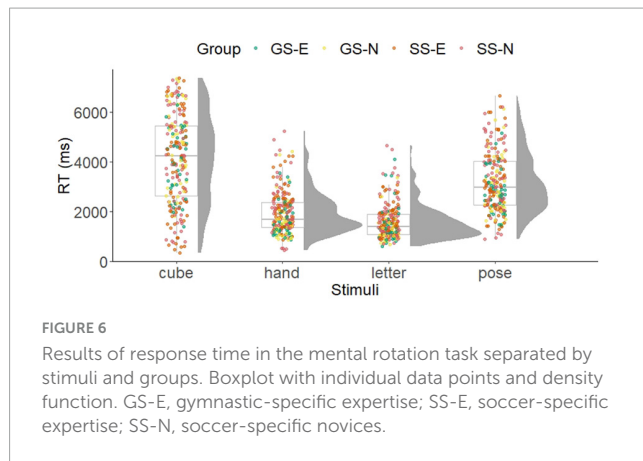 Group GS-E GS-N SS-E SS-N
RT (ms)
6000
4000
2000
0
cube hand letter pose
Stimuli
FIGURE 6
Results of response time in the mental rotation task separated by
stimuli and groups. Boxplot with individual data points and density
function. GS-E, gymnastic-specific expertise; SS-E, soccer-specific
expertise; SS-N, soccer-specific novices.